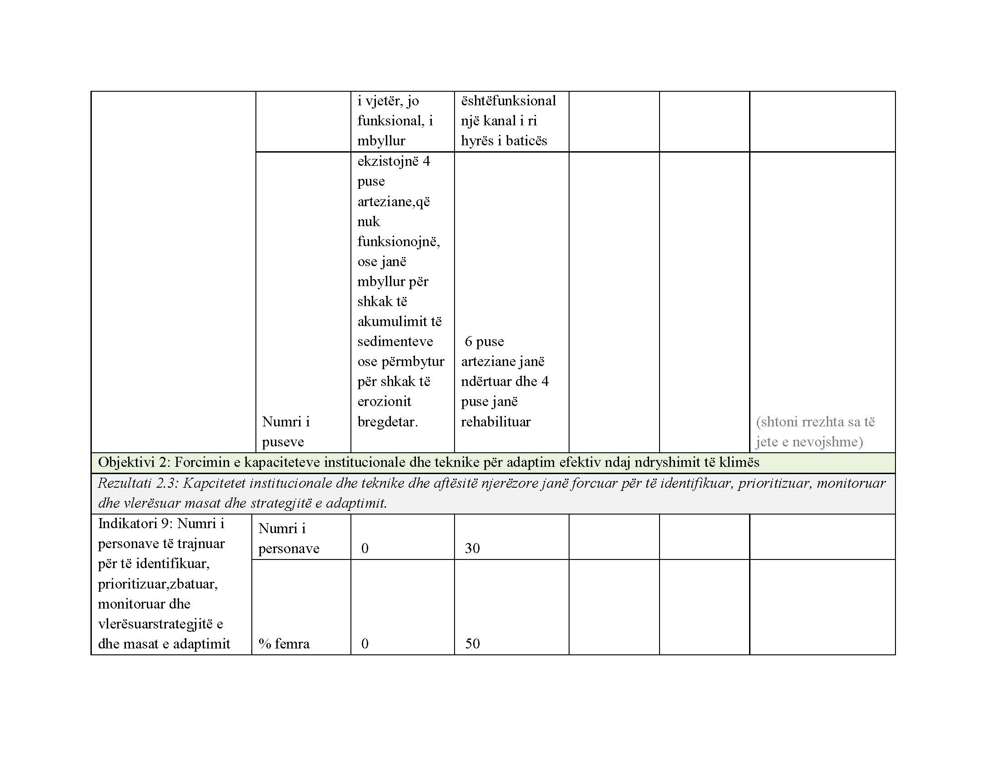 i vjetër, jo
funksional, i
mbyllur
ështëfunksional
një kanal i ri
hyrës i baticës
Numri i
puseve
ekzistojnë 4
puse
arteziane,që
nuk
funksionojnë,
ose janë
mbyllur për
shkak të
akumulimit të
sedimenteve
ose përmbytur
për shkak të
erozionit
bregdetar.
6 puse
arteziane janë
ndërtuar dhe 4
puse janë
rehabilituar
(shtoni rrezhta sa të
jete e nevojshme)
Objektivi 2: Forcimin e kapaciteteve institucionale dhe teknike për adaptim efektiv ndaj ndryshimit të klimës
Rezultati 2.3: Kapcitetet institucionale dhe teknike dhe aftësitë njerëzore janë forcuar për të identifikuar, prioritizuar, monitoruar
dhe vlerësuar masat dhe strategjitë e adaptimit.
Indikatori 9: Numri i
personave të trajnuar
për të identifikuar,
prioritizuar,zbatuar,
monitoruar dhe
vlerësuarstrategjitë e
dhe masat e adaptimit
Numri i
personave
0
30
% femra
0
50